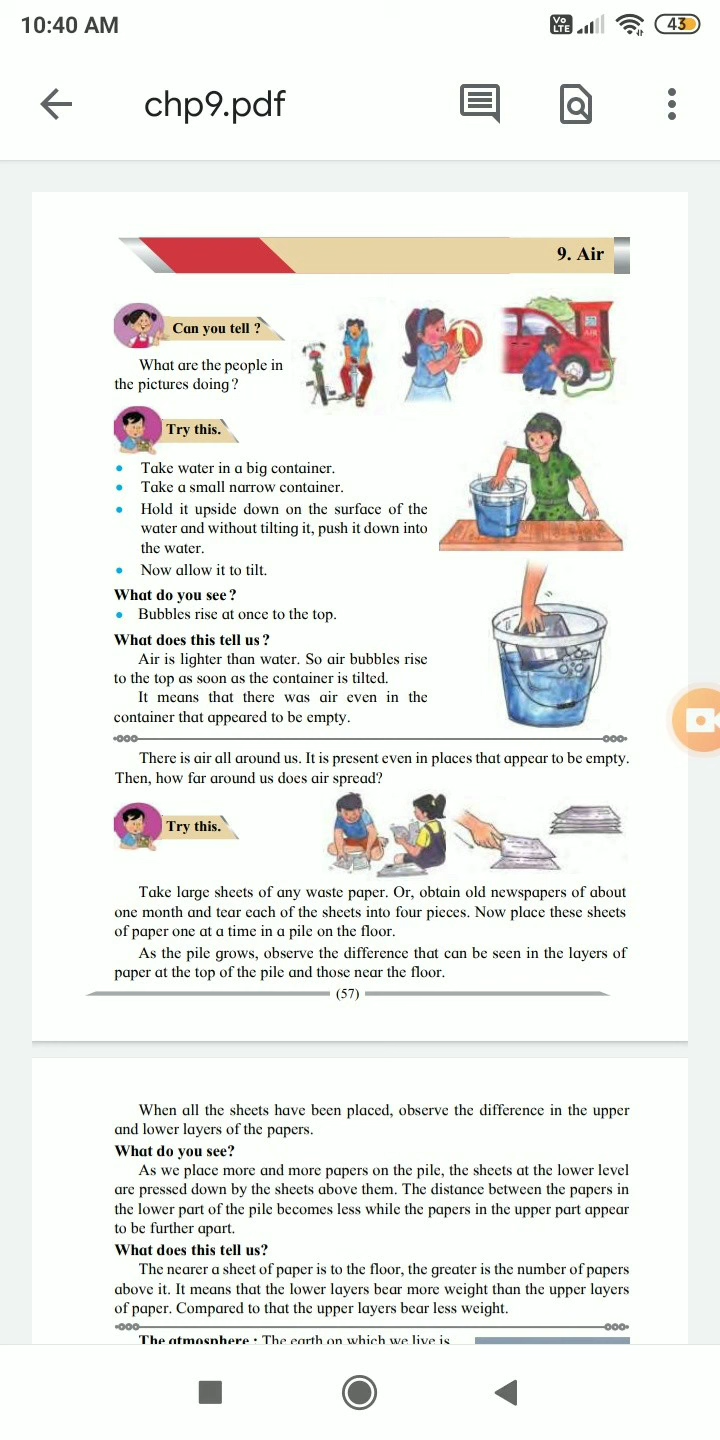 10:40 AM
Vo
LTE
43
chp9.pdf
9. Air
Can you tell ?
AIR
What are the people in
the pictures doing?
Try this.
• Take water in a big container.
• Take a small narrow container.
• Hold it upside down on the surface of the
water and without tilting it, push it down into
the water.
• Now allow it to tilt.
What do you see?
• Bubbles rise at once to the top.
What does this tell us?
Air is lighter than water. So air bubbles rise
to the top as soon as the container is tilted.
It means that there was air even in the
container that appeared to be empty.
There is air all around us. It is present even in places that appear to be empty.
Then, how far around us does air spread?
Try this.
Take large sheets of any waste paper. Or, obtain old newspapers of about
one month and tear each of the sheets into four pieces. Now place these sheets
of paper one at a time in a pile on the floor.
As the pile grows, observe the difference that can be seen in the layers of
paper at the top of the pile and those near the floor.
(57)
When all the sheets have been placed, observe the difference in the upper
and lower layers of the papers.
What do you see?
As we place more and more papers on the pile, the sheets at the lower level
are pressed down by the sheets above them. The distance between the papers in
the lower part of the pile becomes less while the papers in the upper part appear
to be further apart.
What does this tell us?
The nearer a sheet of paper is to the floor, the greater is the number of papers
above it. It means that the lower layers bear more weight than the upper layers
of paper. Compared to that the upper layers bear less weight.
The atmosphere : The earth on which we live is